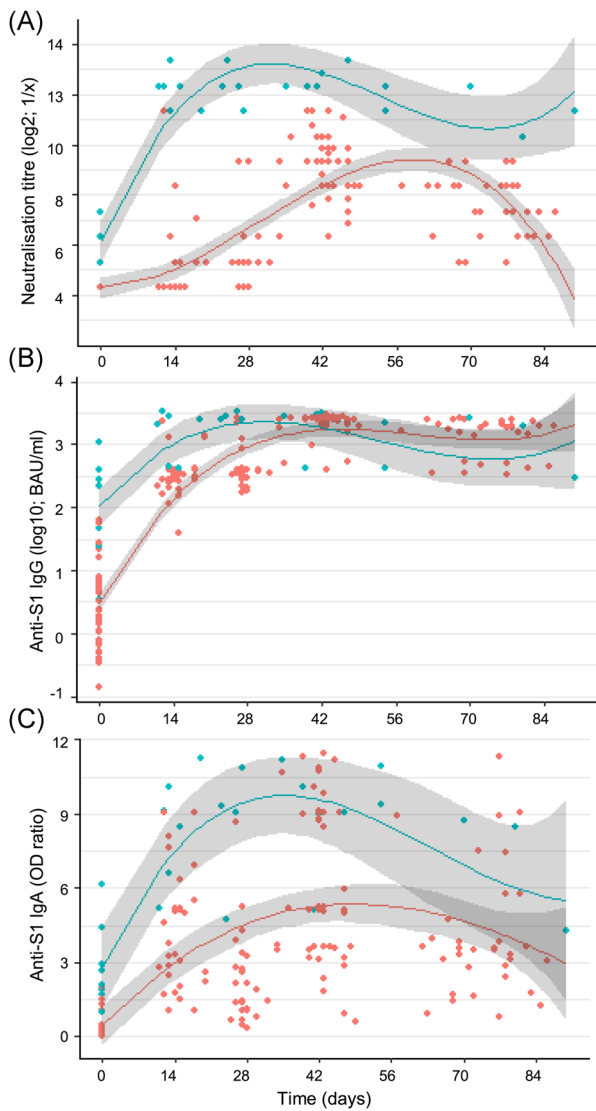 (A)
Neutralisation titre (log2; 1/x)
14
13
10
8
6
4
0 14 28 42 56 70 84
(B)
Anti-S1 IgG (log10; BAU/ml)
4
3
2
1
0
-1
0 14 28 42 56 70 84
(C)
Anti-S1 IgA (OD ratio)
12
9
6
3
0
0 14 28 42 56 70 84
Time (days)